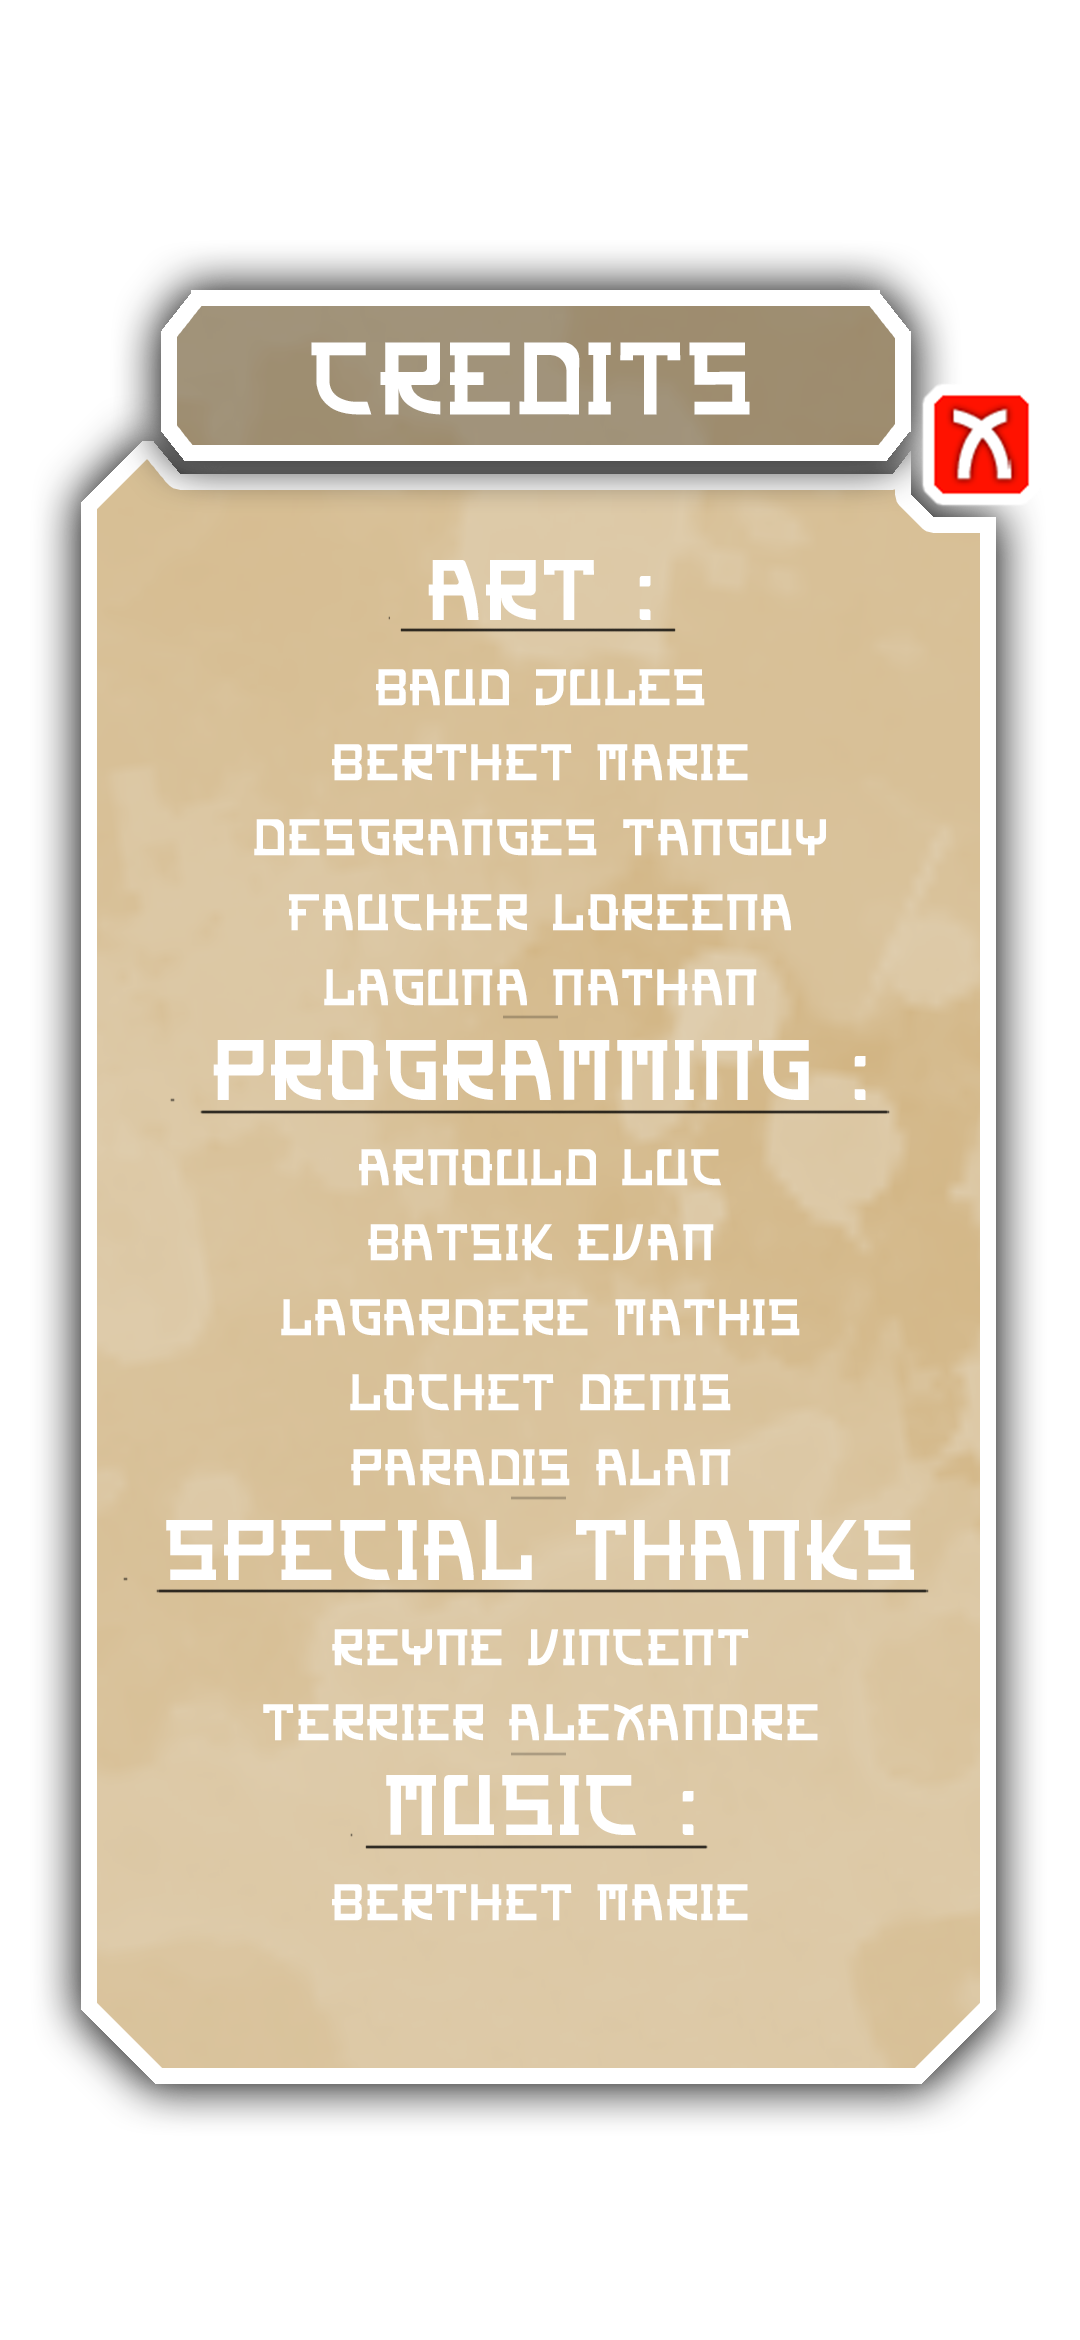 CREDITS
X
ART :
BAUD JULES
BERTHET MARIE
DESGRANGES TANGUY
FAUCHER LOREENA
LAGUNA NATHAN
PROGRAMMING :
ARNOULD LUC
BATSIK EVAN
LAGARDERE MATHIS
LOCHET DENIS
PARADIS ALAN
SPECIAL THANKS
REYNE VINCENT
TERRIER ALEXANDRE
MUSIC :
BERTHET MARIE